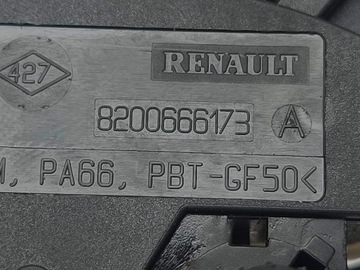 427 RENAULT
8200666173 A
, PA66, PBT-GF50<